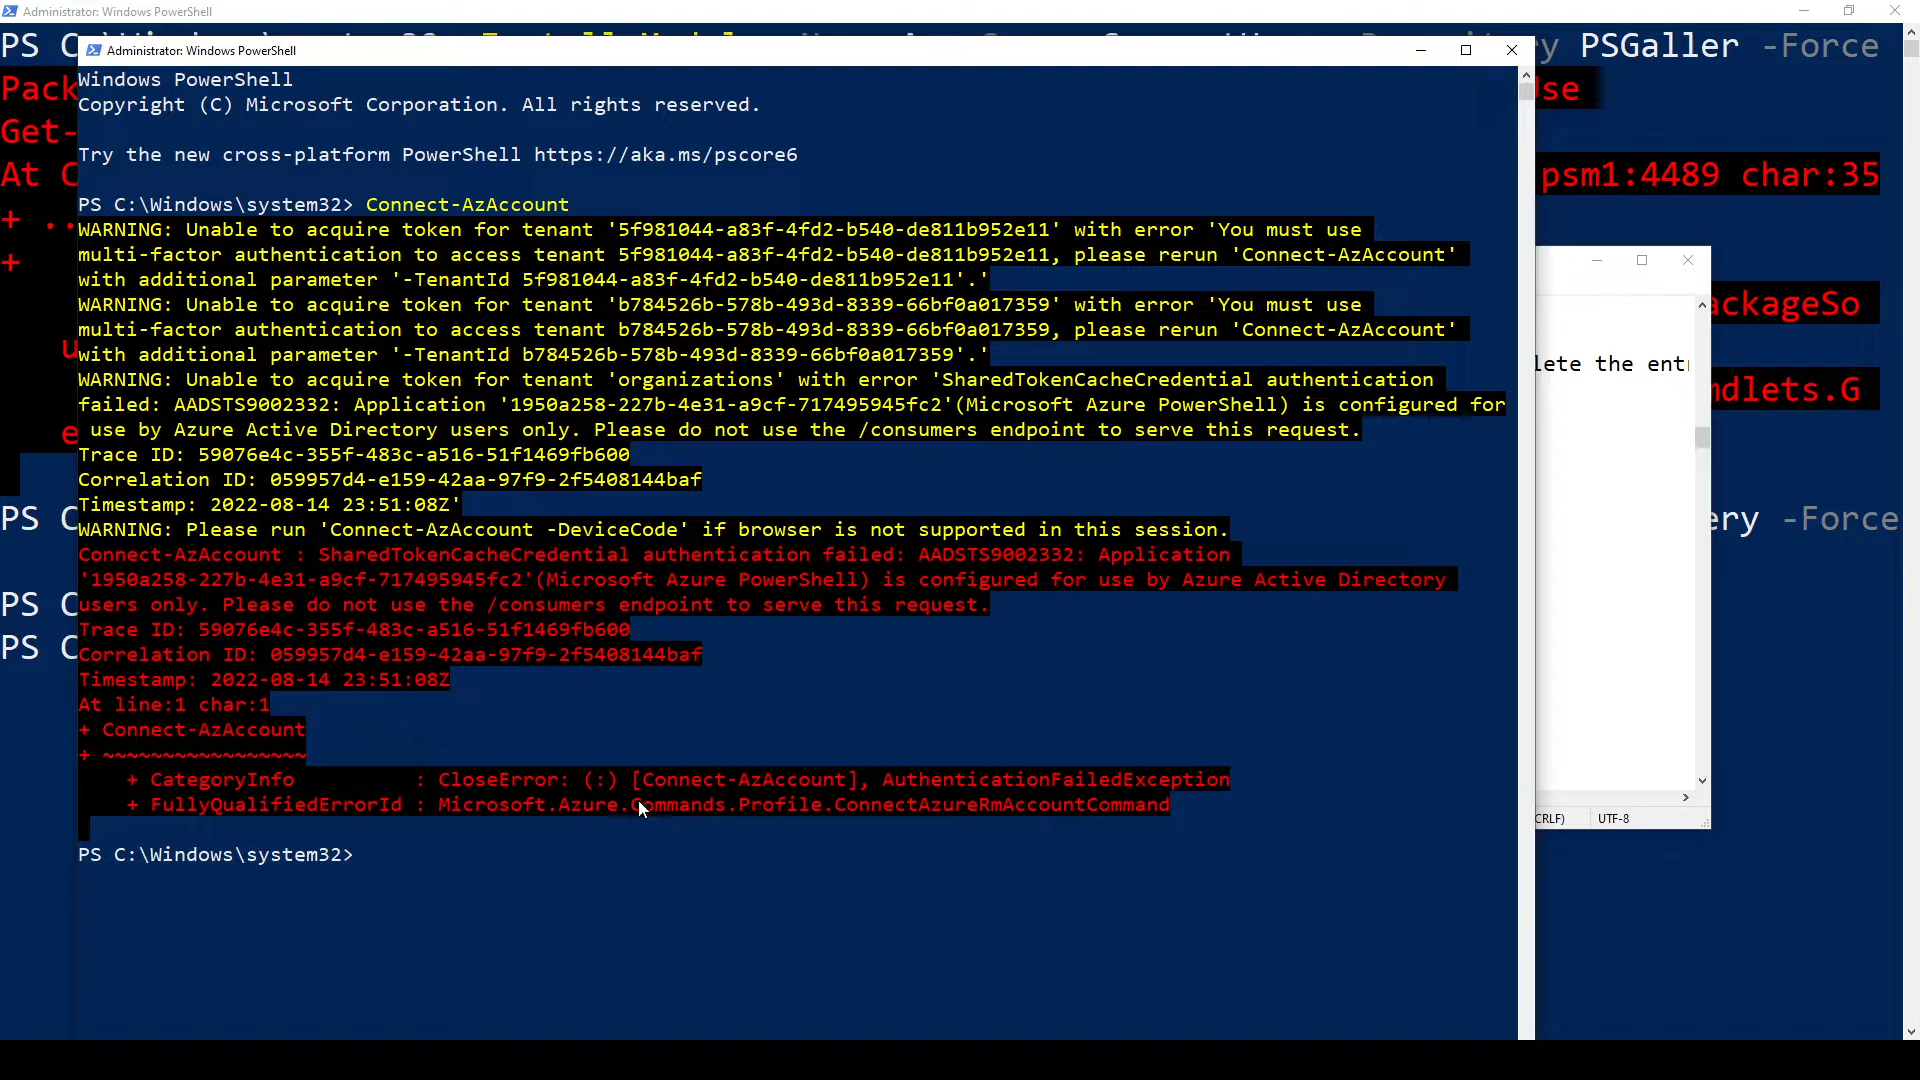 Administrator: Windows PowerShell
PSGaller -Force
Pack
Use
Get-
At C
psm1:4489 char:35
+ ..
+
ackageSo
u
lete the entr
mdlets.G
e
PS C
ery -Force
PS C
PS C
CRLF)
UTF-8
Administrator: Windows PowerShell
Windows PowerShell
Copyright (C) Microsoft Corporation. All rights reserved.
Try the new cross-platform PowerShell https://aka.ms/pscore6
PS C:\Windows\system32> Connect-AzAccount
WARNING: Unable to acquire token for tenant '5f981044-a83f-4fd2-b540-de811b952e11' with error 'You must use
multi-factor authentication to access tenant 5f981044-a83f-4fd2-b540-de811b952e11, please rerun 'Connect-AzAccount'
with additional parameter '-TenantId 5f981044-a83f-4fd2-b540-de811b952e11'.'
WARNING: Unable to acquire token for tenant 'b784526b-578b-493d-8339-66bf0a017359' with error 'You must use
multi-factor authentication to access tenant b784526b-578b-493d-8339-66bf0a017359, please rerun 'Connect-AzAccount'
with additional parameter '-TenantId b784526b-578b-493d-8339-66bf0a017359'.'
WARNING: Unable to acquire token for tenant 'organizations' with error 'SharedTokenCacheCredential authentication
failed: AADSTS9002332: Application '1950a258-227b-4e31-a9cf-717495945fc2'(Microsoft Azure PowerShell) is configured for
use by Azure Active Directory users only. Please do not use the /consumers endpoint to serve this request.
Trace ID: 59076e4c-355f-483c-a516-51f1469fb600
Correlation ID: 059957d4-e159-42aa-97f9-2f5408144baf
Timestamp: 2022-08-14 23:51:08Z'
WARNING: Please run 'Connect-AzAccount -DeviceCode' if browser is not supported in this session.
Connect-AzAccount : SharedTokenCacheCredential authentication failed: AADSTS9002332: Application
'1950a258-227b-4e31-a9cf-717495945fc2'(Microsoft Azure PowerShell) is configured for use by Azure Active Directory
users only. Please do not use the /consumers endpoint to serve this request.
Trace ID: 59076e4c-355f-483c-a516-51f1469fb600
Correlation ID: 059957d4-e159-42aa-97f9-2f5408144baf
Timestamp: 2022-08-14 23:51:08Z
At line:1 char:1
+ Connect-AzAccount
+ ~~~~~~~~~~~~~~~~~
+ CategoryInfo : CloseError: (:) [Connect-AzAccount], AuthenticationFailedException
+ FullyQualifiedErrorId : Microsoft.Azure.Commands.Profile.ConnectAzureRmAccountCommand
PS C:\Windows\system32>